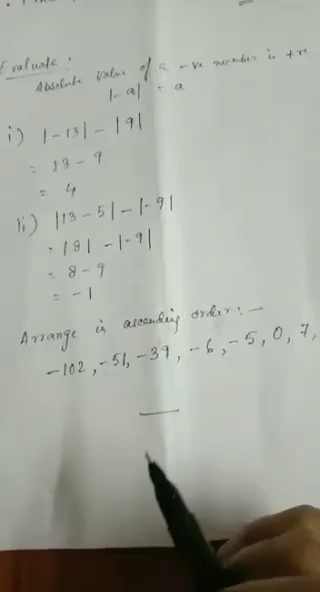 Evaluate :
Absolute value of a -ve number is +ve
|-a| = a
i) |-13| - |9|
= 13 - 9
= 4
ii) |13 - 5| - |-9|
= |8| - |-9|
= 8 - 9
= -1
Arrange in ascending order :-
-102, -51, -39, -6, -5, 0, 7,